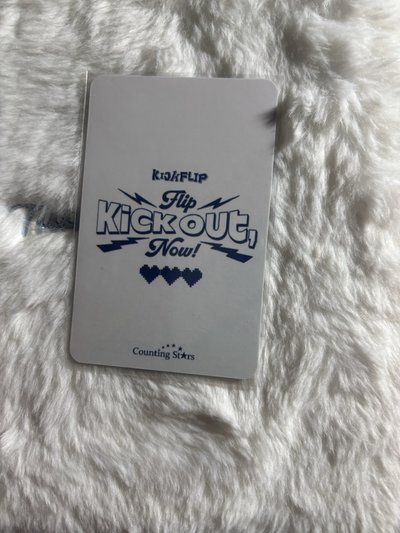 KICKFLIP
Flip
KicK OUt,
Now!
Counting Stars